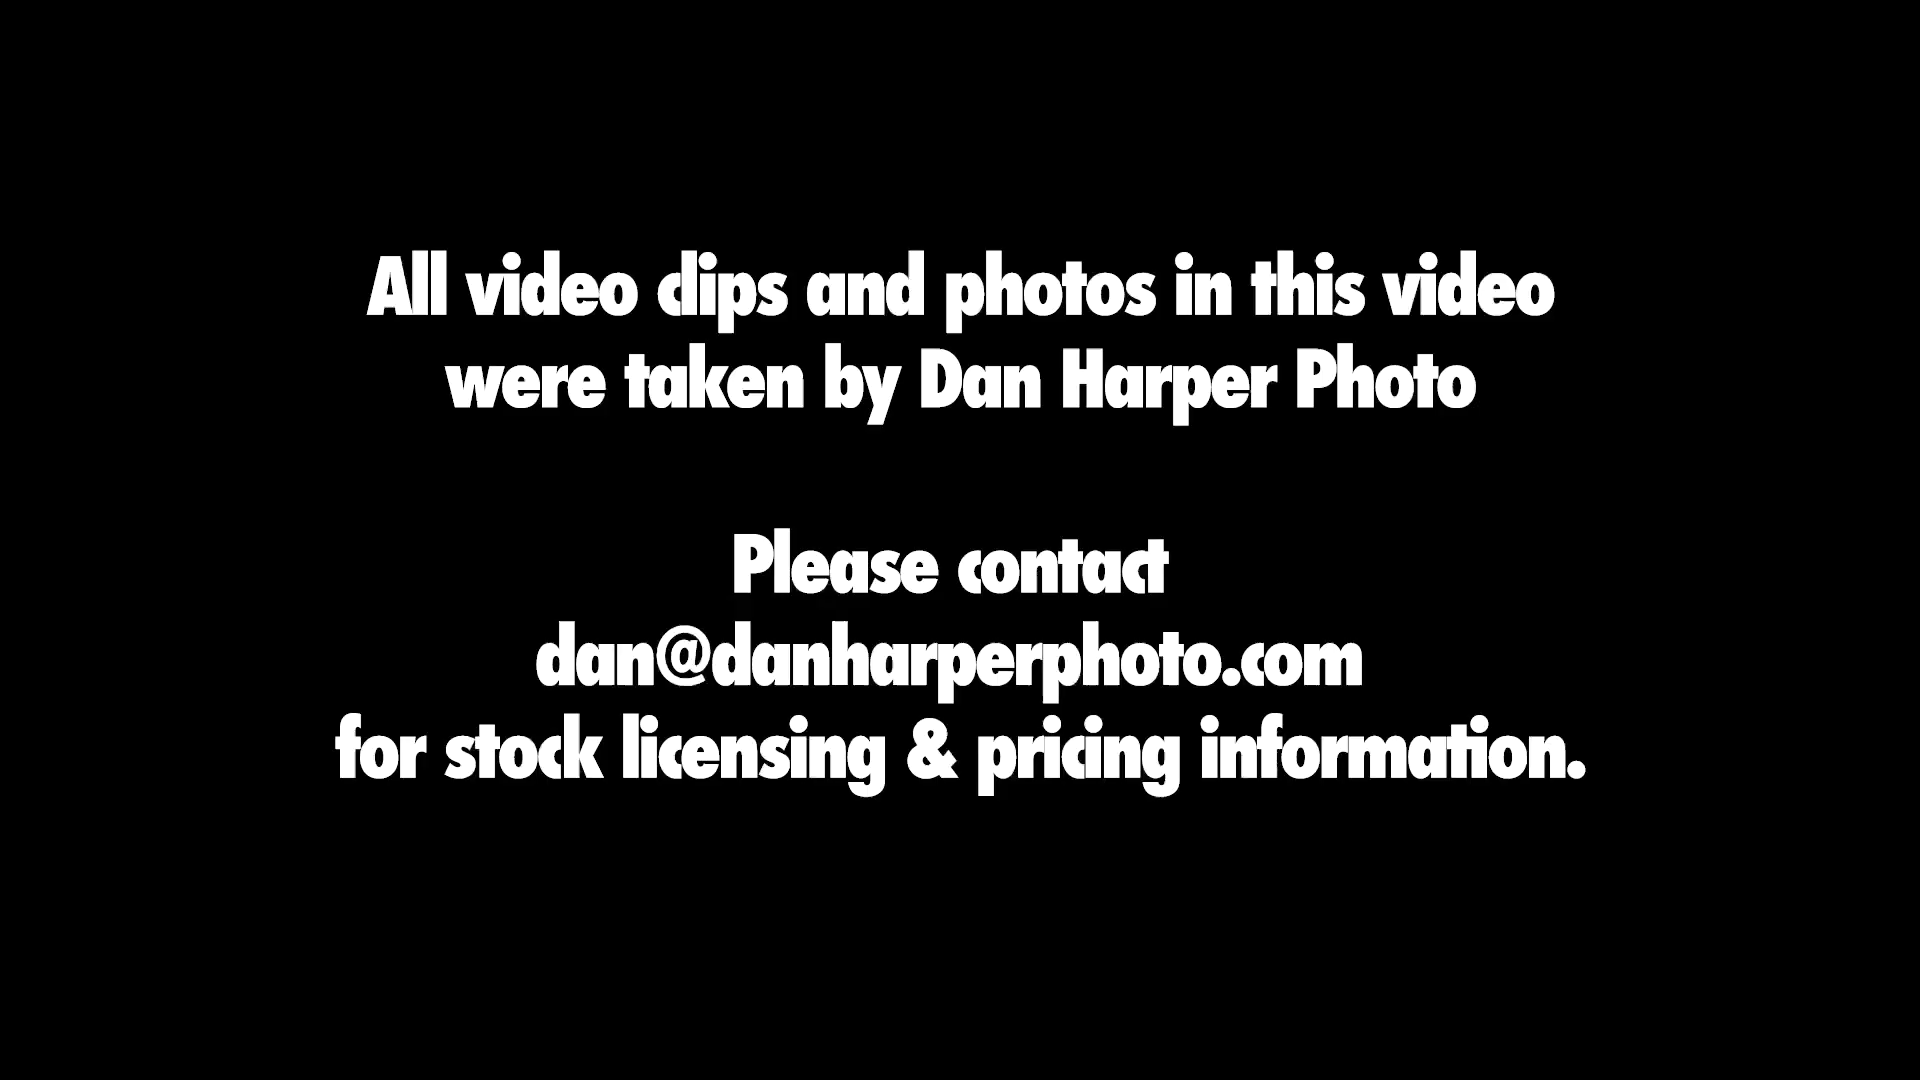 All video clips and photos in this video
were taken by Dan Harper Photo
Please contact
dan@danharperphoto.com
for stock licensing & pricing information.